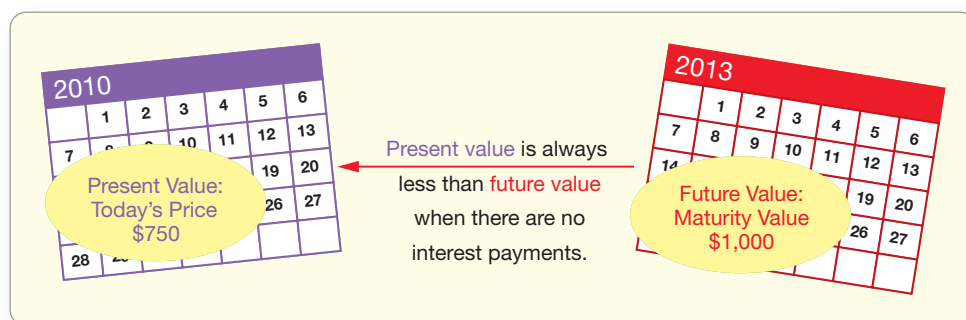 2010
1 2 3 4 5 6
7 10 11 12 13
19 20
26 27
28
Present Value:
Today's Price
$750
Present value is always
less than future value
when there are no
interest payments.
2013
1 2 3 4 5 6
7 8 9 10 11 12 13
14 19 20
26 27
Future Value:
Maturity Value
$1,000